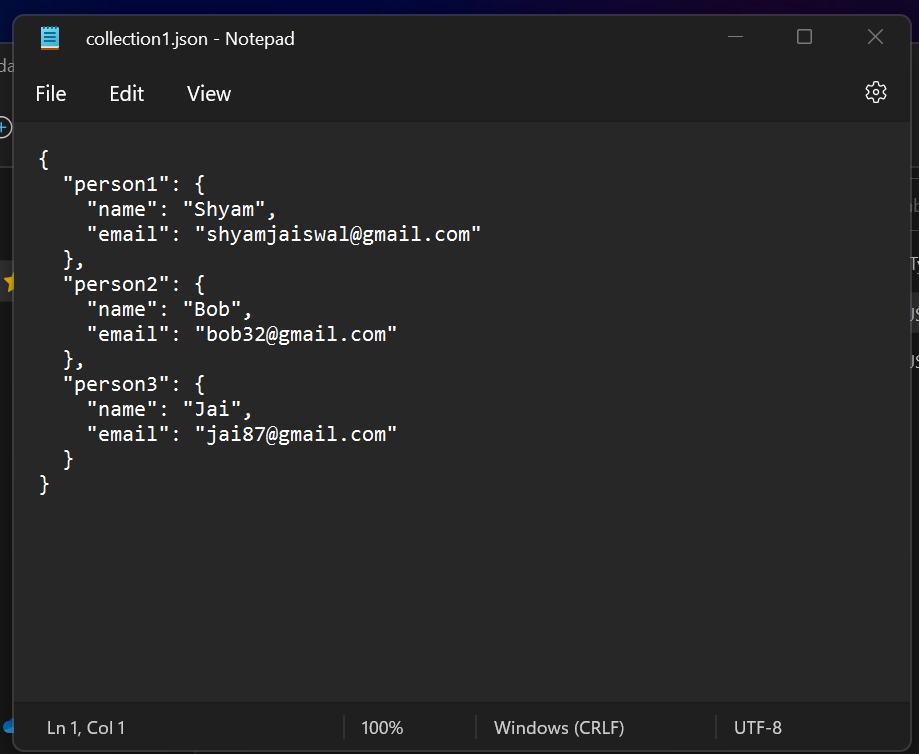 collection1.json - Notepad
File Edit View
{
  "person1": {
    "name": "Shyam",
    "email": "shyamjaiswal@gmail.com"
  },
  "person2": {
    "name": "Bob",
    "email": "bob32@gmail.com"
  },
  "person3": {
    "name": "Jai",
    "email": "jai87@gmail.com"
  }
}
Ln 1, Col 1 100% Windows (CRLF) UTF-8